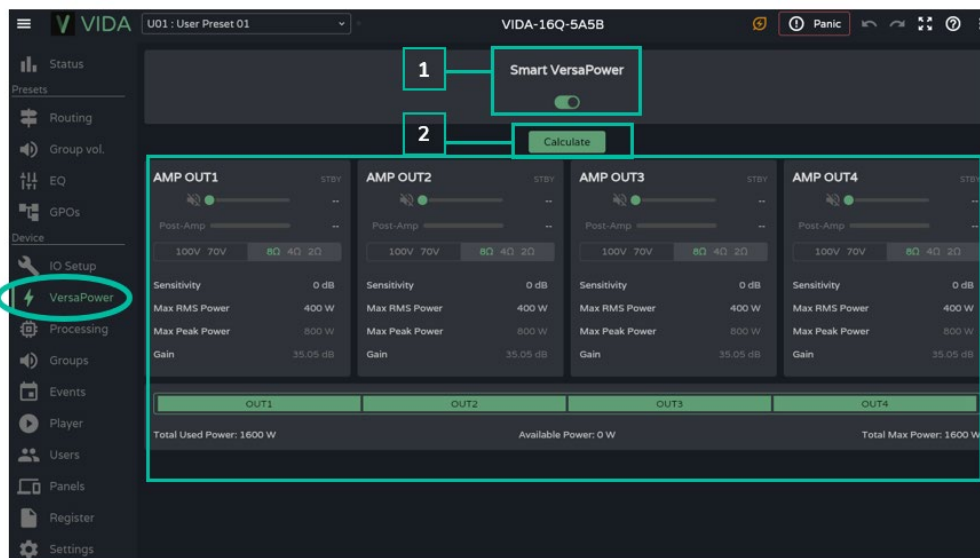 VIDA
U01 : User Preset 01
VIDA-16Q-5A5B
Panic
Status
Presets
Routing
Group vol.
EQ
GPOs
Device
IO Setup
VersaPower
Processing
Groups
Events
Player
Users
Panels
Register
Settings
1
Smart VersaPower
2
Calculate
AMP OUT1 STBY
--
Post-Amp --
100V 70V 8Ω 4Ω 2Ω
Sensitivity 0 dB
Max RMS Power 400 W
Max Peak Power 800 W
Gain 35.05 dB
AMP OUT2 STBY
--
Post-Amp --
100V 70V 8Ω 4Ω 2Ω
Sensitivity 0 dB
Max RMS Power 400 W
Max Peak Power 800 W
Gain 35.05 dB
AMP OUT3 STBY
--
Post-Amp --
100V 70V 8Ω 4Ω 2Ω
Sensitivity 0 dB
Max RMS Power 400 W
Max Peak Power 800 W
Gain 35.05 dB
AMP OUT4 STBY
--
Post-Amp --
100V 70V 8Ω 4Ω 2Ω
Sensitivity 0 dB
Max RMS Power 400 W
Max Peak Power 800 W
Gain 35.05 dB
OUT1 OUT2 OUT3 OUT4
Total Used Power: 1600 W Available Power: 0 W Total Max Power: 1600 W